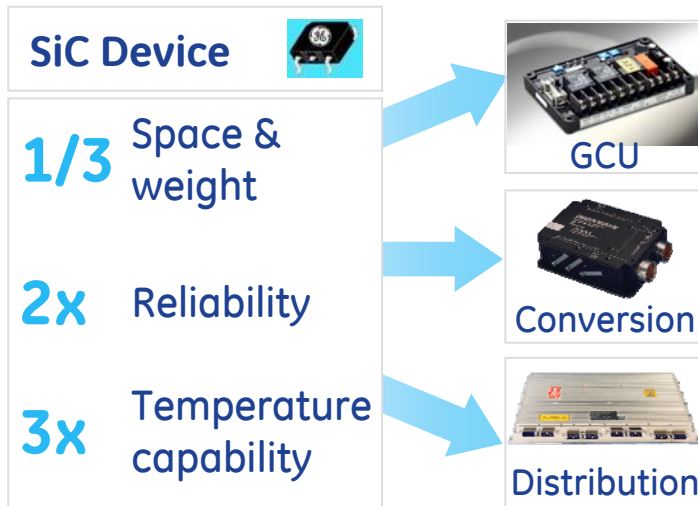 SiC Device
1/3 Space &
weight
2x Reliability
3x Temperature
capability
GCU
Conversion
Distribution